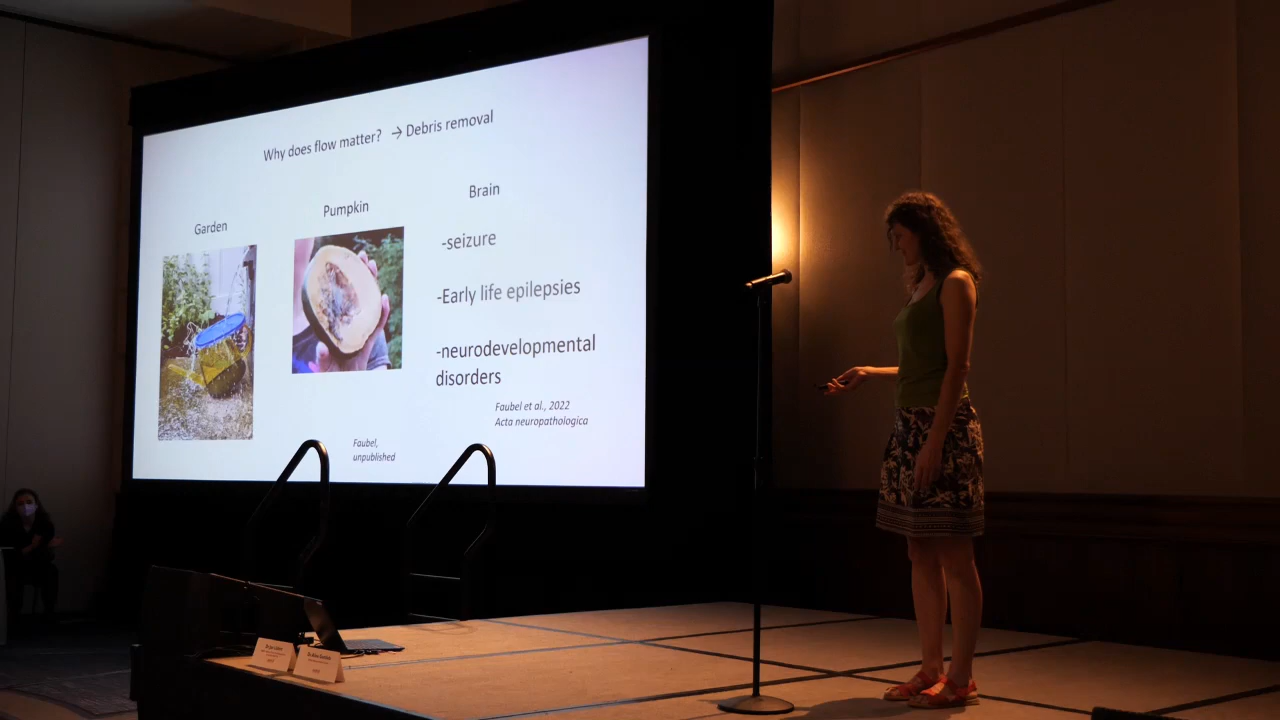 Why does flow matter? → Debris removal
Garden
Pumpkin
Brain
-seizure
-Early life epilepsies
-neurodevelopmental
disorders
Faubel et al., 2022
Acta neuropathologica
Faubel,
unpublished